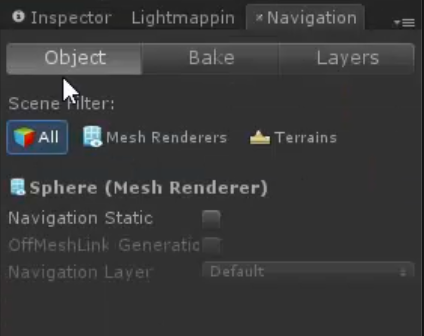 Inspector Lightmappin Navigation
Object Bake Layers
Scene Filter:
All Mesh Renderers Terrains
Sphere (Mesh Renderer)
Navigation Static
OffMeshLink Generatic
Navigation Layer Default